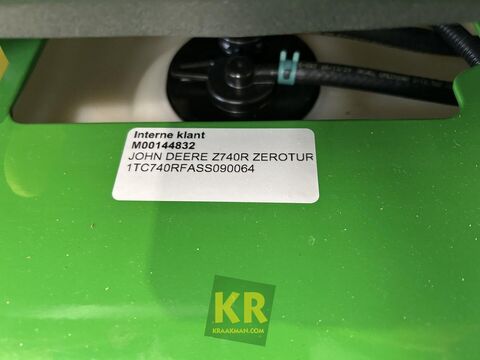 Interne klant
M00144832
JOHN DEERE Z740R ZEROTUR
1TC740RFASS090064
KR
KRAAKMAN.COM